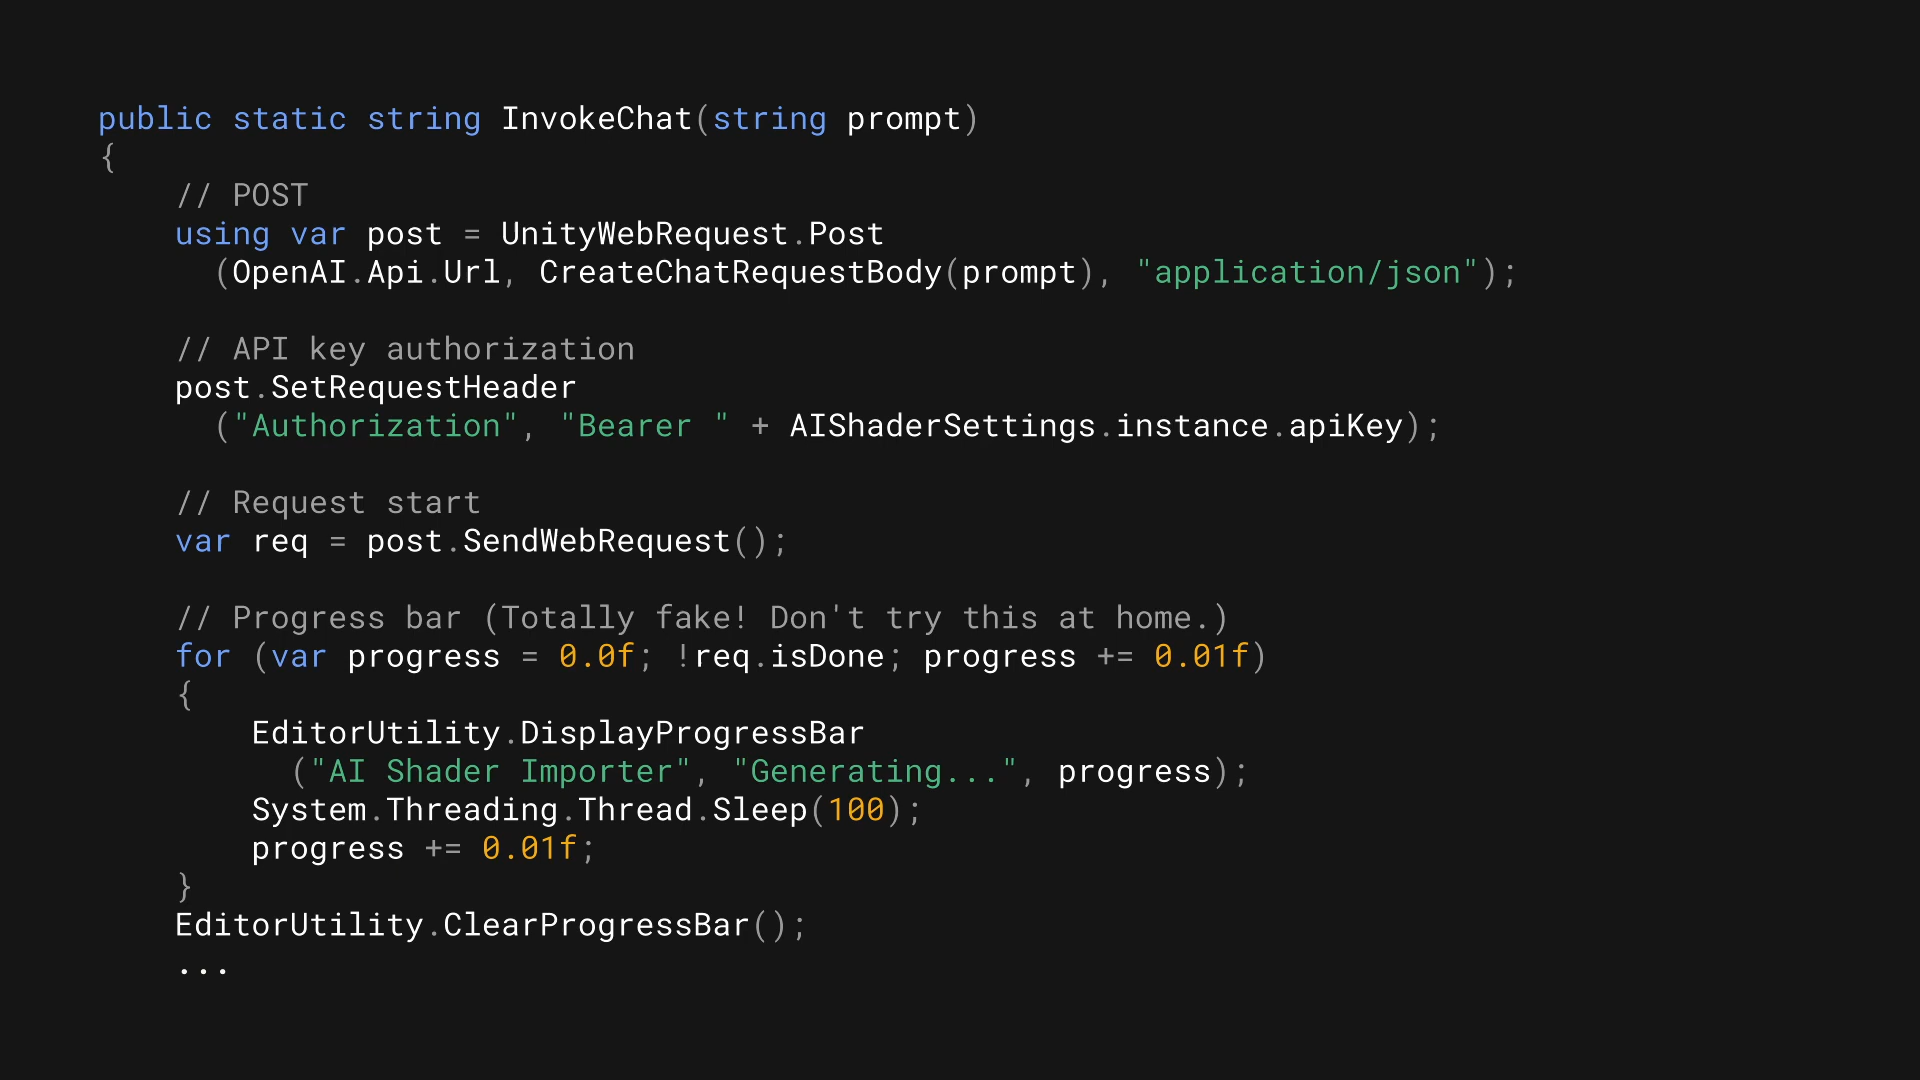 public static string InvokeChat(string prompt)
{
    // POST
    using var post = UnityWebRequest.Post
      (OpenAI.Api.Url, CreateChatRequestBody(prompt), "application/json");

    // API key authorization
    post.SetRequestHeader
      ("Authorization", "Bearer " + AIShaderSettings.instance.apiKey);

    // Request start
    var req = post.SendWebRequest();

    // Progress bar (Totally fake! Don't try this at home.)
    for (var progress = 0.0f; !req.isDone; progress += 0.01f)
    {
        EditorUtility.DisplayProgressBar
          ("AI Shader Importer", "Generating...", progress);
        System.Threading.Thread.Sleep(100);
        progress += 0.01f;
    }
    EditorUtility.ClearProgressBar();
    ...